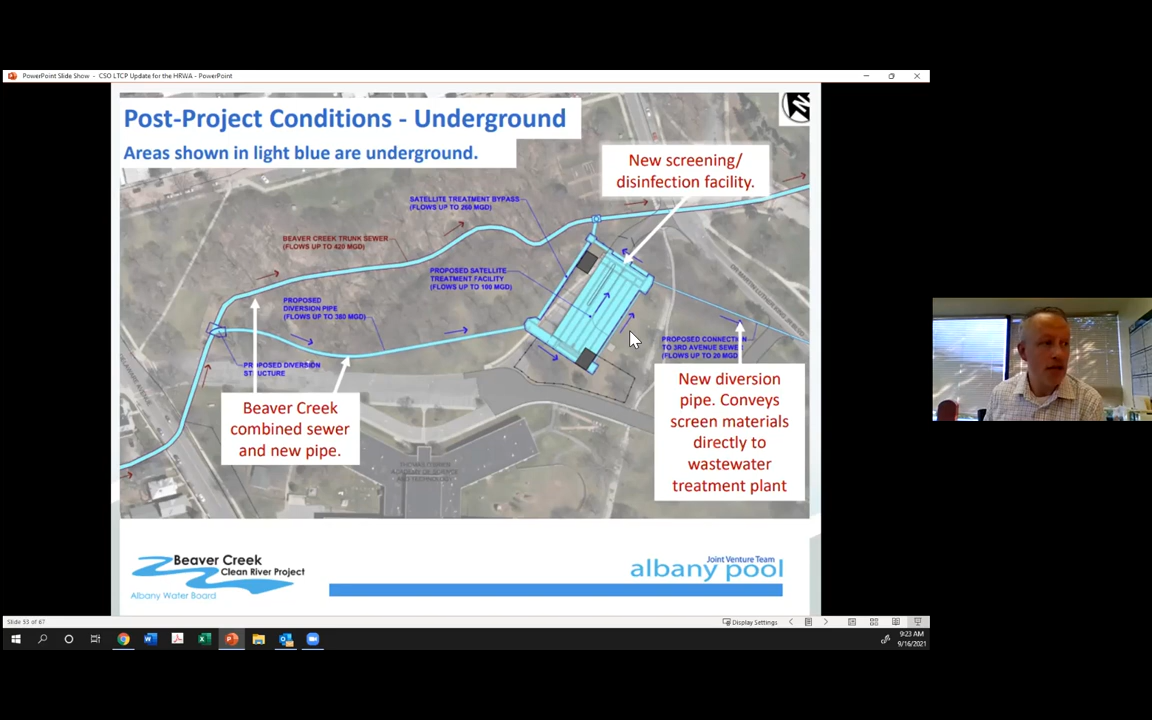 PowerPoint Slide Show - CSO LTCP Update for the HRWA - PowerPoint
Post-Project Conditions - Underground
Areas shown in light blue are underground.
New screening/
disinfection facility.
SATELLITE TREATMENT BYPASS
(FLOWS UP TO 260 MGD)
BEAVER CREEK TRUNK SEWER
(FLOWS UP TO 420 MGD)
PROPOSED SATELLITE
TREATMENT FACILITY
(FLOWS UP TO 100 MGD)
PROPOSED
DIVERSION PIPE
(FLOWS UP TO 380 MGD)
PROPOSED CONNECTION
TO 3RD AVENUE SEWER
(FLOWS UP TO 20 MGD)
PROPOSED DIVERSION
STRUCTURE
New diversion
pipe. Conveys
screen materials
directly to
wastewater
treatment plant
Beaver Creek
combined sewer
and new pipe.
Beaver Creek
Clean River Project
Albany Water Board
Joint Venture Team
albany pool
Slide 55 of 67
Display Settings
9:23 AM
9/16/2021